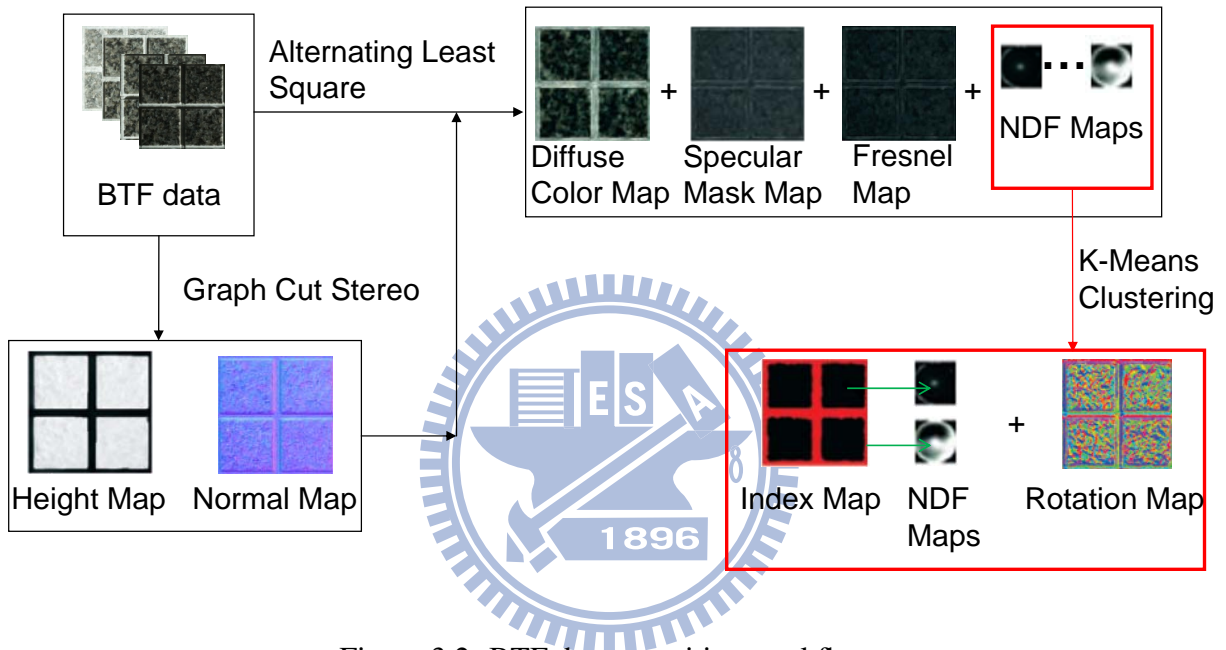 Alternating Least
Square
BTF data
+
+
+
NDF Maps
Diffuse
Color Map
Specular
Mask Map
Fresnel
Map
Graph Cut Stereo
K-Means
Clustering
Height Map
Normal Map
ES
A
1896
+
Index Map
NDF
Maps
Rotation Map